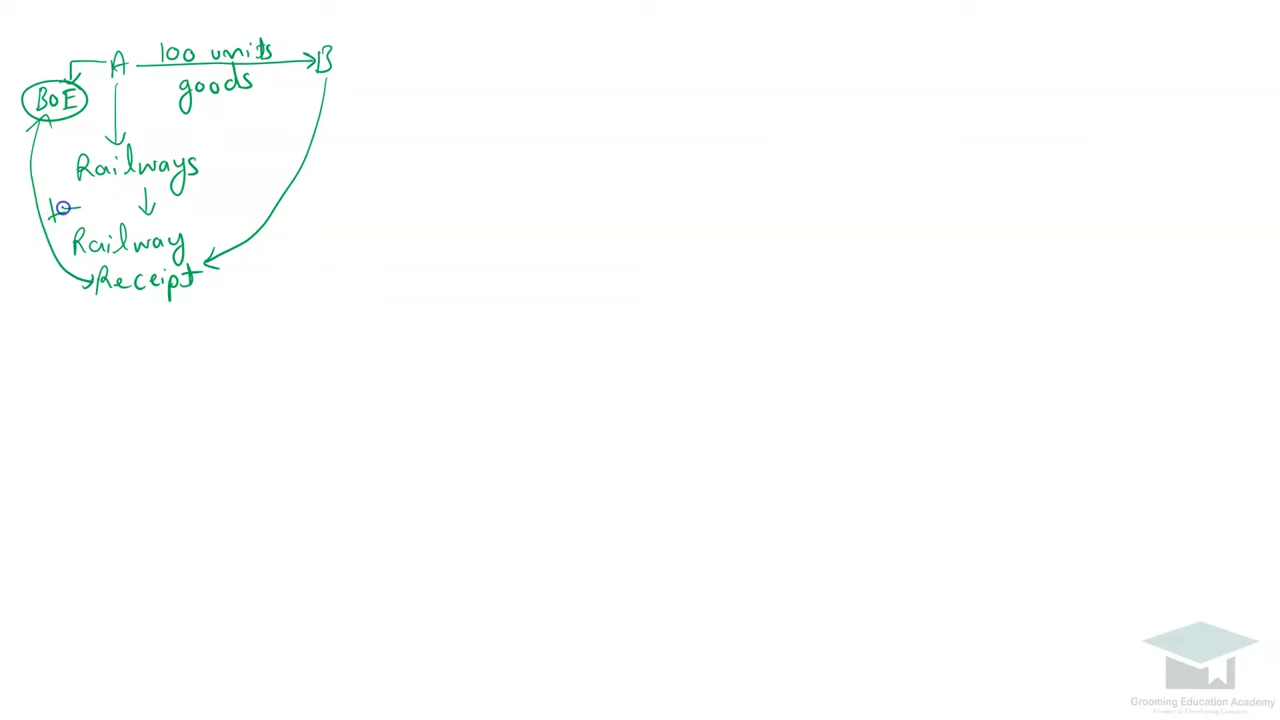 A 100 units B
goods
BOE
Railways
Railway
Receipt
Grooming Education Academy